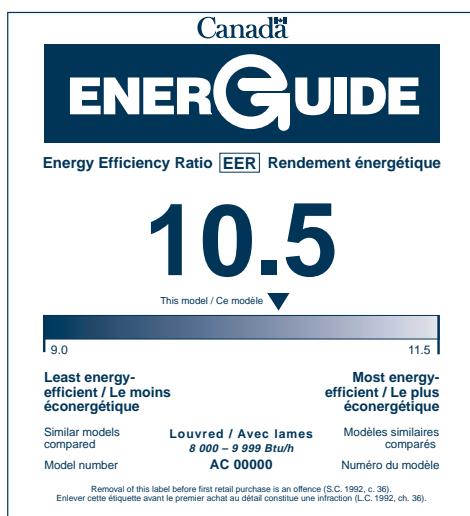 Canada
ENERGUIDE
Energy Efficiency Ratio EER Rendement énergétique
10.5
This model / Ce modèle
9.0 11.5
Least energy-
efficient / Le moins
éconergétique
Most energy-
efficient / Le plus
éconergétique
Similar models
compared
Louvred / Avec lames
8 000 – 9 999 Btu/h
Modèles similaires
comparés
Model number AC 00000 Numéro du modèle
Removal of this label before first retail purchase is an offence (S.C. 1992, c. 36).
Enlever cette étiquette avant le premier achat au détail constitue une infraction (L.C. 1992, ch. 36).